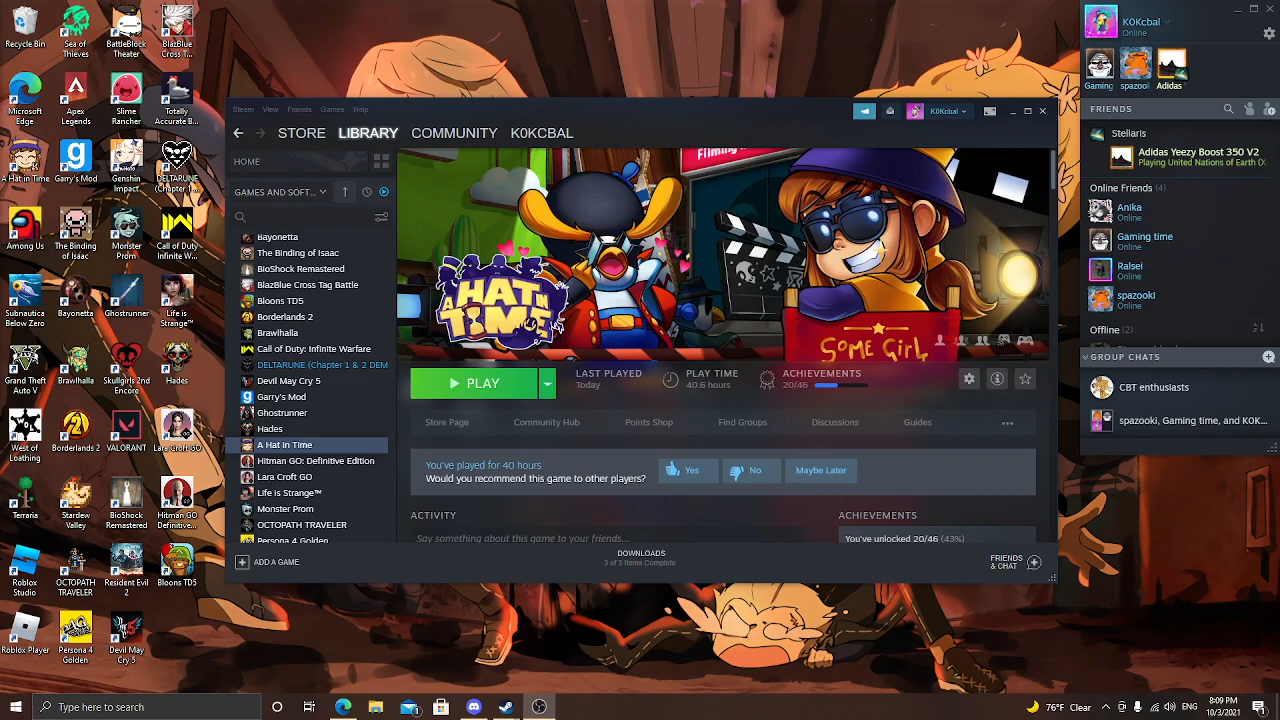 Recycle Bin
Sea of Thieves
BattleBlock ...
BlazBlue ...
Microsoft Edge
Apex Legends
Slime Rancher
Totally Accurate B...
A Hat in Time
Garry's Mod
Genshin Impact
DELTARUNE (Chapter 1 ...
Among Us
The Binding of Isaac
Monster Prom
Call of Duty Infinite W...
Subnautica Below Zero
Bayonetta
Ghostrunner
Life is Strange™
Grand Theft Auto V
Brawlhalla
Skullgirls 2nd Encore
Hades
West of Loathing
Borderlands 2
VALORANT
Lara Croft GO
Terraria
Stardew Valley
BioShock Remastered
Hitman GO Definitive...
Roblox Studio
OCTOPATH TRAVELER
Resident Evil 2
Bloons TD5
Roblox Player
Persona 4 Golden
Devil May Cry 5
Steam View Friends Games Help
K0Kcbal
STORE LIBRARY COMMUNITY K0KCBAL
HOME
GAMES AND SOFT...
Bayonetta
The Binding of Isaac
BioShock Remastered
BlazBlue Cross Tag Battle
Bloons TD5
Borderlands 2
Brawlhalla
Call of Duty: Infinite Warfare
DELTARUNE (Chapter 1 & 2 DEM
Devil May Cry 5
Garry's Mod
Ghostrunner
Hades
A Hat in Time
Hitman GO: Definitive Edition
Lara Croft GO
Life is Strange™
Monster Prom
OCTOPATH TRAVELER
Persona 4 Golden
Filming
A HAT IN TIME
SOME GIRL
PLAY
LAST PLAYED
Today
PLAY TIME
40.6 hours
ACHIEVEMENTS
20/46
Store Page Community Hub Points Shop Find Groups Discussions Guides ...
You've played for 40 hours
Would you recommend this game to other players?
Yes No Maybe Later
ACTIVITY
Say something about this game to your friends...
ACHIEVEMENTS
You've unlocked 20/46 (43%)
ADD A GAME
DOWNLOADS
3 of 3 Items Complete
FRIENDS & CHAT
K0Kcbal
Online
Gaming spazool Adidas
FRIENDS
Stellaris
Adidas Yeezy Boost 350 V2
Playing United Nations of Earth
Online Friends (4)
Anika
Online
Gaming time
Online
Ralsei
Online
spazooki
Online
Offline (2)
GROUP CHATS
CBT enthusiasts
spazooki, Gaming time, and K0K...
Type here to search
76°F Clear
8:09 PM
10/3/2021